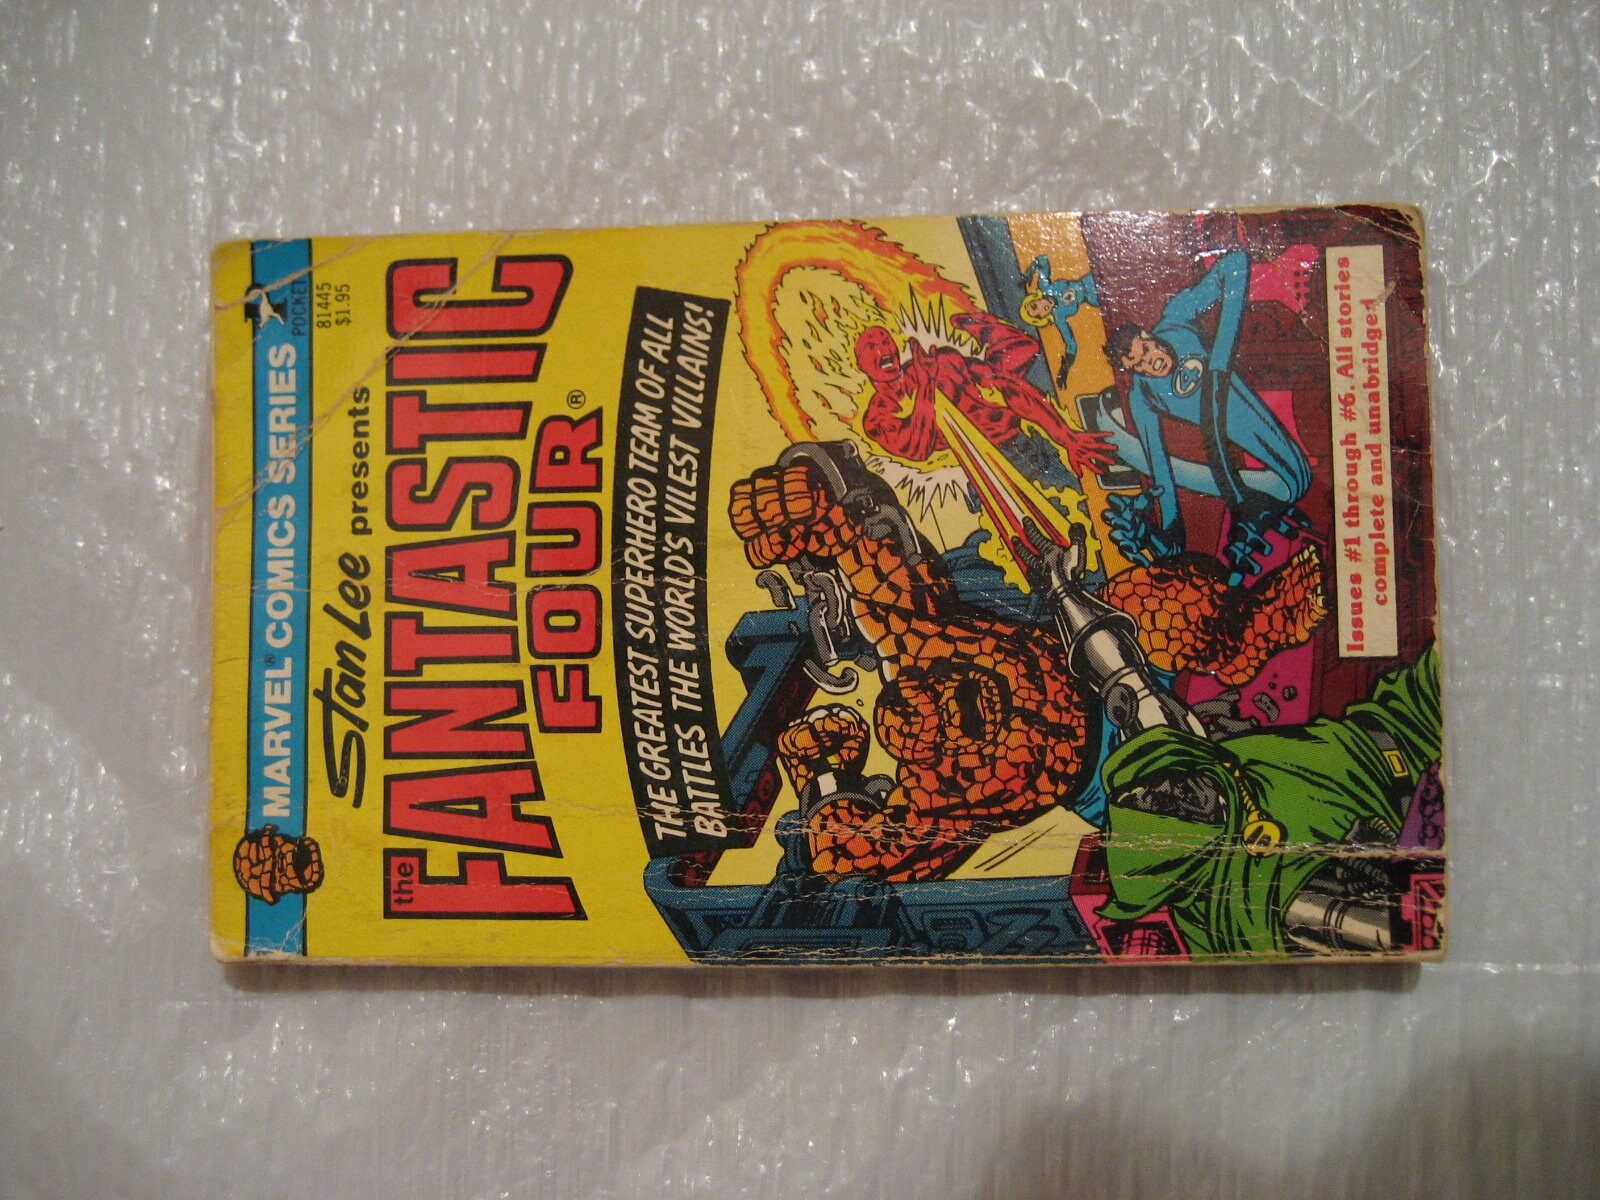 MARVEL® COMICS SERIES
POCKET
81445
$1.95
Stan Lee presents
the
FANTASTIC
FOUR®
THE GREATEST SUPERHERO TEAM OF ALL
BATTLES THE WORLD'S VILEST VILLAINS!
4
Issues #1 through #6. All stories
complete and unabridged